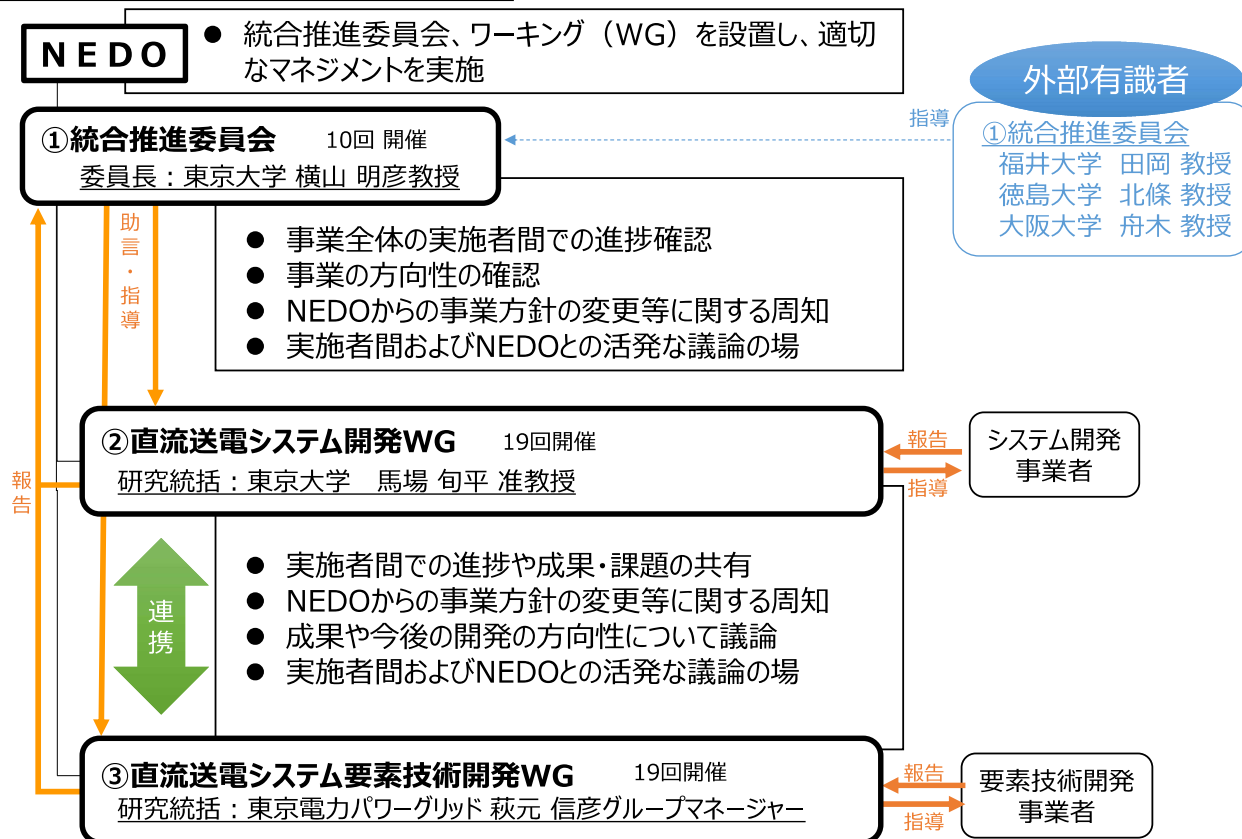 NEDO
● 統合推進委員会、ワーキング（WG）を設置し、適切
なマネジメントを実施
外部有識者
指導
①統合推進委員会
福井大学 田岡 教授
徳島大学 北條 教授
大阪大学 舟木 教授
①統合推進委員会 10回 開催
委員長：東京大学 横山 明彦教授
助言・指導
● 事業全体の実施者間での進捗確認
● 事業の方向性の確認
● NEDOからの事業方針の変更等に関する周知
● 実施者間およびNEDOとの活発な議論の場
②直流送電システム開発WG 19回開催
研究統括：東京大学 馬場 旬平 准教授
報告
指導
システム開発
事業者
報告
連携
● 実施者間での進捗や成果・課題の共有
● NEDOからの事業方針の変更等に関する周知
● 成果や今後の開発の方向性について議論
● 実施者間およびNEDOとの活発な議論の場
③直流送電システム要素技術開発WG 19回開催
研究統括：東京電力パワーグリッド 萩元 信彦グループマネージャー
報告
指導
要素技術開発
事業者